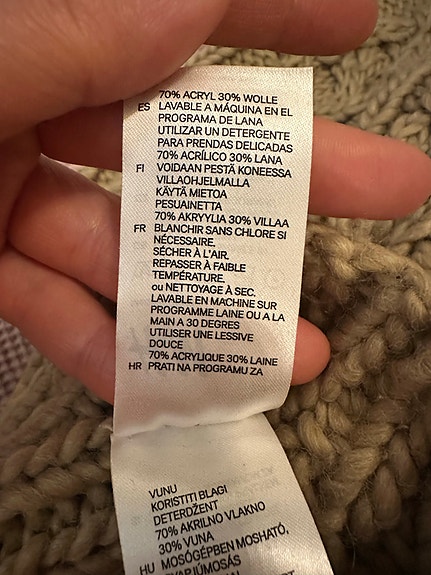 70% ACRYL 30% WOLLE
ES LAVABLE A MÁQUINA EN EL
PROGRAMA DE LANA
UTILIZAR UN DETERGENTE
PARA PRENDAS DELICADAS
70% ACRÍLICO 30% LANA
FI VOIDAAN PESTÄ KONEESSA
VILLAOHJELMALLA
KÄYTÄ MIETOA
PESUAINETTA
70% AKRYYLIA 30% VILLAA
FR BLANCHIR SANS CHLORE SI
NÉCESSAIRE.
SÉCHER À L'AIR.
REPASSER À FAIBLE
TEMPÉRATURE.
ou NETTOYAGE À SEC.
LAVABLE EN MACHINE SUR
PROGRAMME LAINE OU A LA
MAIN A 30 DEGRES
UTILISER UNE LESSIVE
DOUCE
70% ACRYLIQUE 30% LAINE
HR PRATI NA PROGRAMU ZA
VUNU
KORISTITI BLAGI
DETERDŽENT
70% AKRILNO VLAKNO
30% VUNA
HU MOSÓGÉPBEN MOSHATÓ,